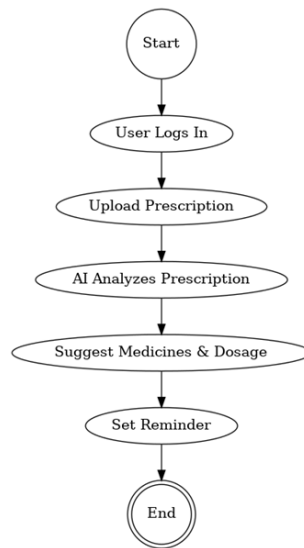 Start
User Logs In
Upload Prescription
AI Analyzes Prescription
Suggest Medicines & Dosage
Set Reminder
End